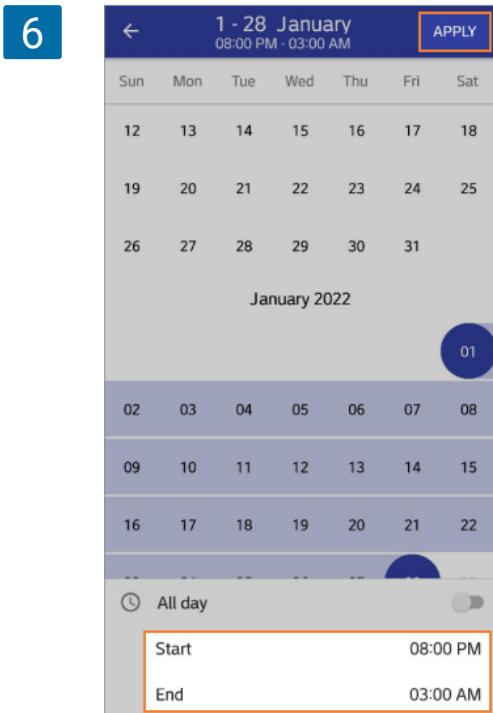 6
1 - 28 January
08:00 PM - 03:00 AM
APPLY
Sun Mon Tue Wed Thu Fri Sat
12 13 14 15 16 17 18
19 20 21 22 23 24 25
26 27 28 29 30 31
January 2022
01
02 03 04 05 06 07 08
09 10 11 12 13 14 15
16 17 18 19 20 21 22
All day
Start 08:00 PM
End 03:00 AM